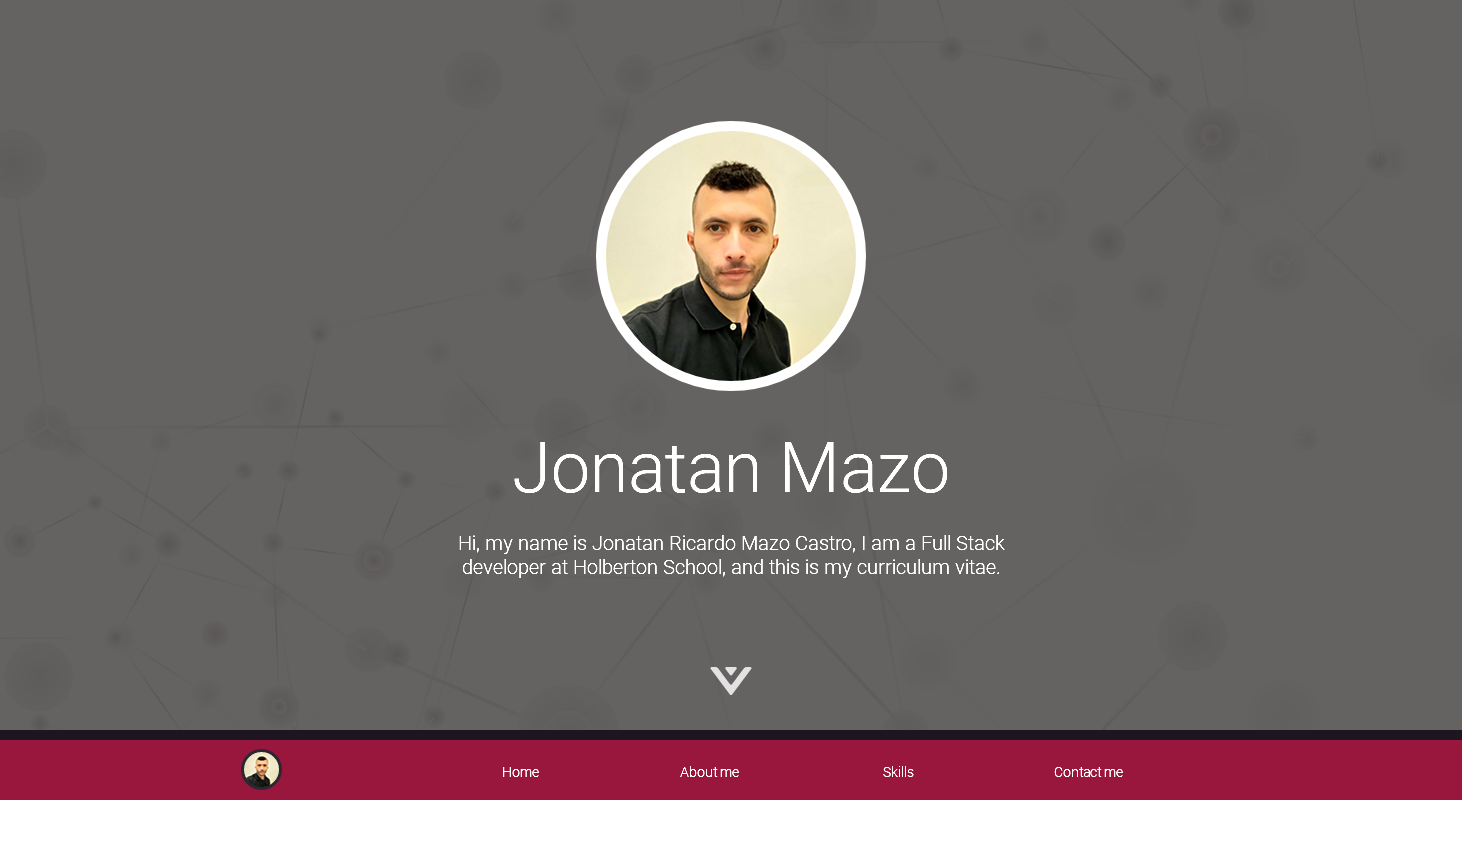 Jonatan Mazo
Hi, my name is Jonatan Ricardo Mazo Castro, I am a Full Stack
developer at Holberton School, and this is my curriculum vitae.
Home
About me
Skills
Contact me